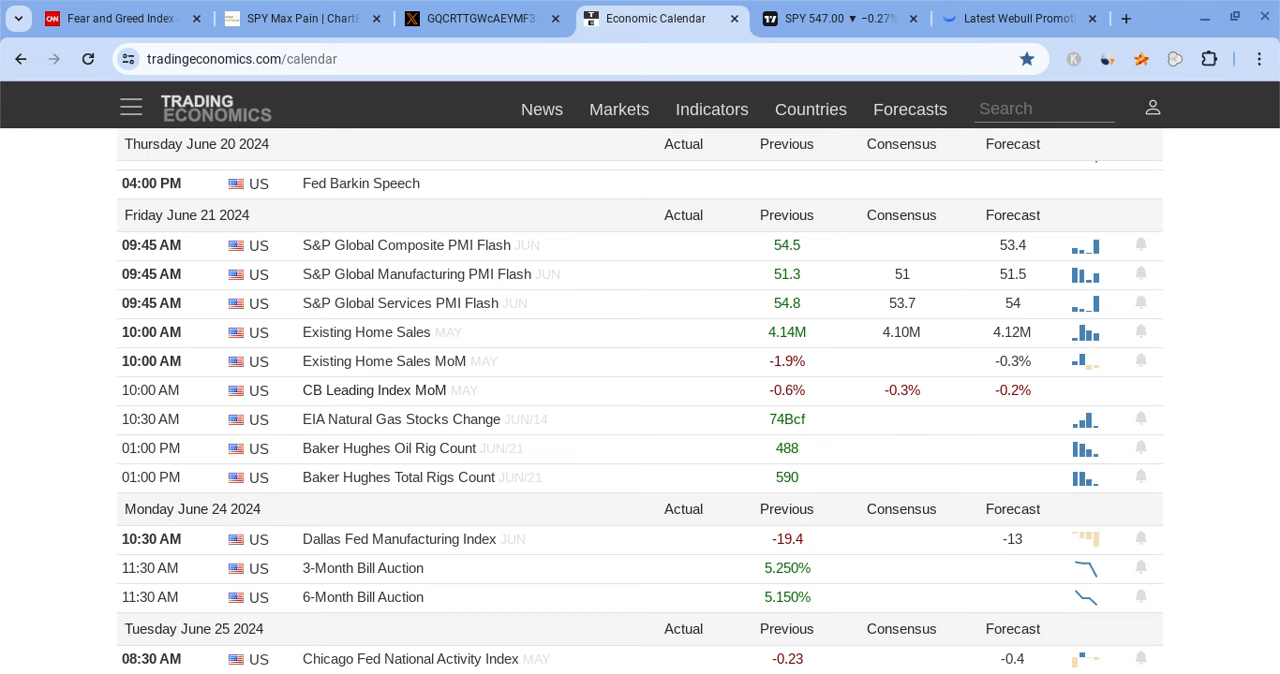 Fear and Greed Index
SPY Max Pain | Chart
GQCRTTGWcAEYMF3
Economic Calendar
SPY 547.00 ▼ −0.27%
Latest Webull Promot
tradingeconomics.com/calendar
TRADING
ECONOMICS
News Markets Indicators Countries Forecasts Search
Thursday June 20 2024 Actual Previous Consensus Forecast
04:00 PM US Fed Barkin Speech
Friday June 21 2024 Actual Previous Consensus Forecast
09:45 AM US S&P Global Composite PMI Flash JUN 54.5 53.4
09:45 AM US S&P Global Manufacturing PMI Flash JUN 51.3 51 51.5
09:45 AM US S&P Global Services PMI Flash JUN 54.8 53.7 54
10:00 AM US Existing Home Sales MAY 4.14M 4.10M 4.12M
10:00 AM US Existing Home Sales MoM MAY -1.9% -0.3%
10:00 AM US CB Leading Index MoM MAY -0.6% -0.3% -0.2%
10:30 AM US EIA Natural Gas Stocks Change JUN/14 74Bcf
01:00 PM US Baker Hughes Oil Rig Count JUN/21 488
01:00 PM US Baker Hughes Total Rigs Count JUN/21 590
Monday June 24 2024 Actual Previous Consensus Forecast
10:30 AM US Dallas Fed Manufacturing Index JUN -19.4 -13
11:30 AM US 3-Month Bill Auction 5.250%
11:30 AM US 6-Month Bill Auction 5.150%
Tuesday June 25 2024 Actual Previous Consensus Forecast
08:30 AM US Chicago Fed National Activity Index MAY -0.23 -0.4